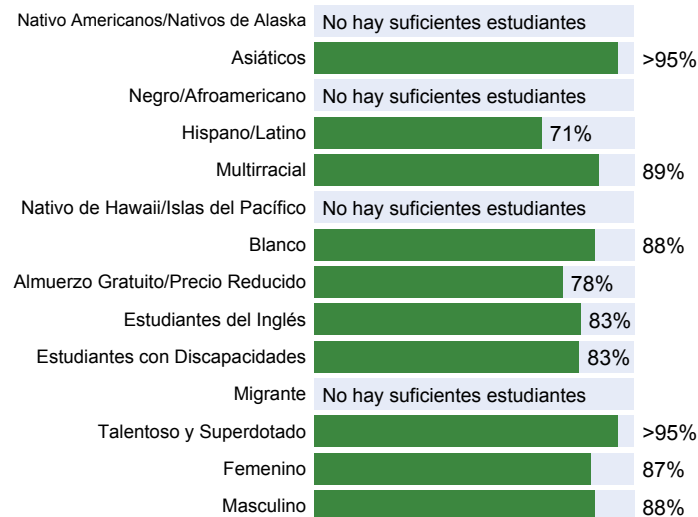 Nativo Americanos/Nativos de Alaska No hay suficientes estudiantes
Asiáticos >95%
Negro/Afroamericano No hay suficientes estudiantes
Hispano/Latino 71%
Multirracial 89%
Nativo de Hawaii/Islas del Pacífico No hay suficientes estudiantes
Blanco 88%
Almuerzo Gratuito/Precio Reducido 78%
Estudiantes del Inglés 83%
Estudiantes con Discapacidades 83%
Migrante No hay suficientes estudiantes
Talentoso y Superdotado >95%
Femenino 87%
Masculino 88%